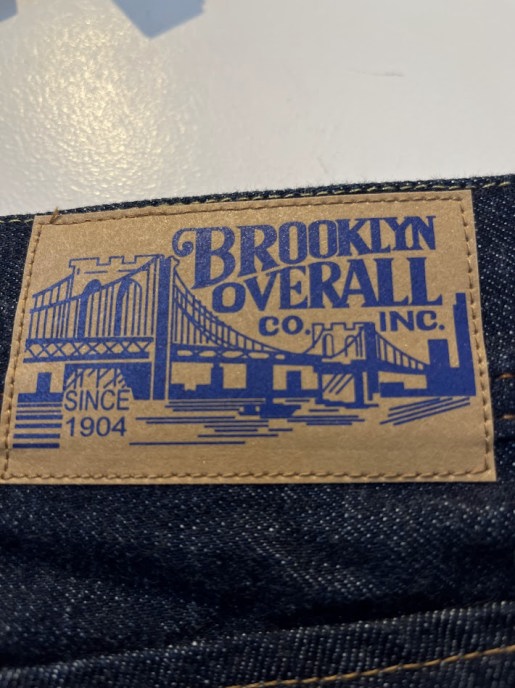 BROOKLYN
OVERALL
CO. INC.
SINCE
1904